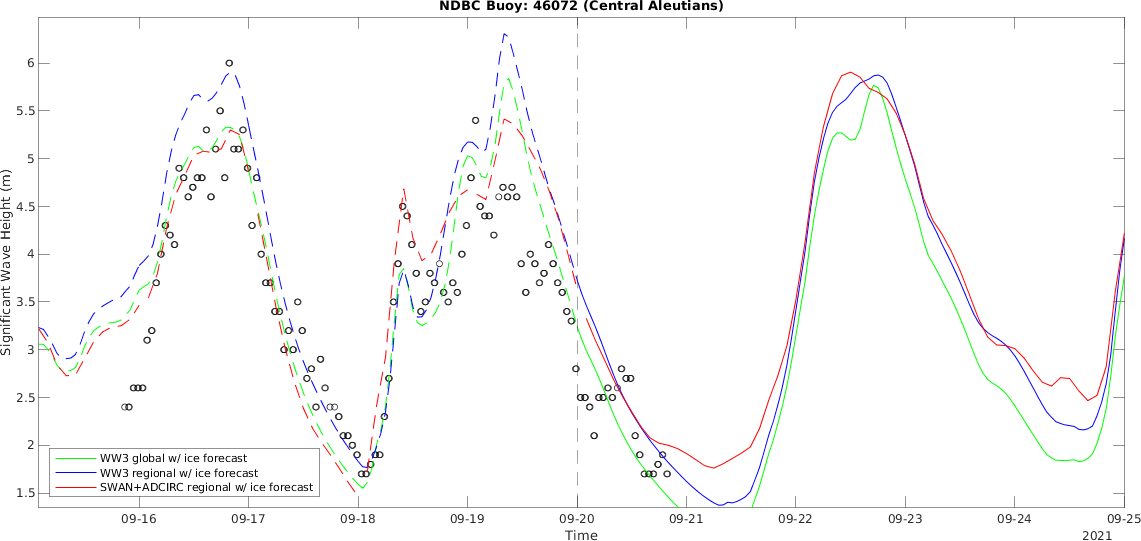 NDBC Buoy: 46072 (Central Aleutians)
Significant Wave Height (m)
6
5.5
5
4.5
4
3.5
3
2.5
2
1.5
WW3 global w/ ice forecast
WW3 regional w/ ice forecast
SWAN+ADCIRC regional w/ ice forecast
09-16 09-17 09-18 09-19 09-20 09-21 09-22 09-23 09-24 09-25
Time
2021